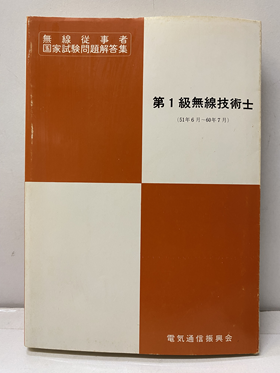 無線従事者
国家試験問題解答集
第1級無線技術士
(51年6月~60年7月)
電気通信振興会